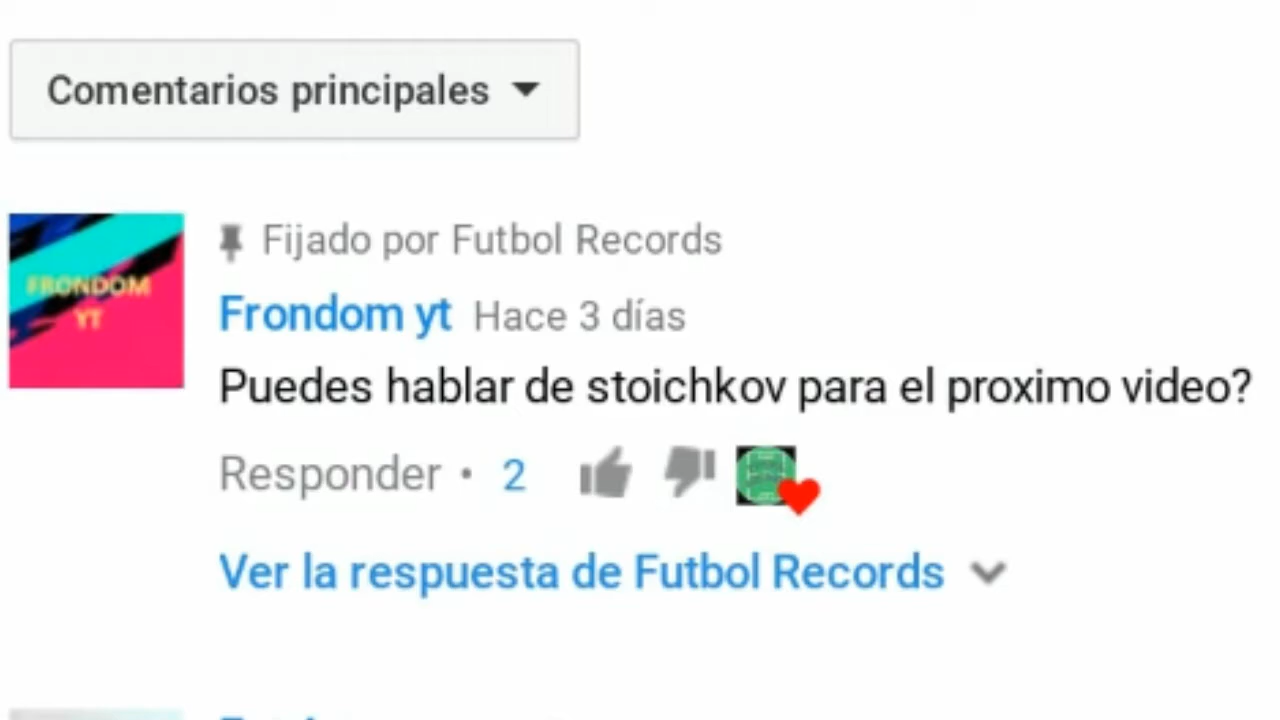 Comentarios principales
FRONDOM
YT
Fijado por Futbol Records
Frondom yt Hace 3 días
Puedes hablar de stoichkov para el proximo video?
Responder • 2
Ver la respuesta de Futbol Records